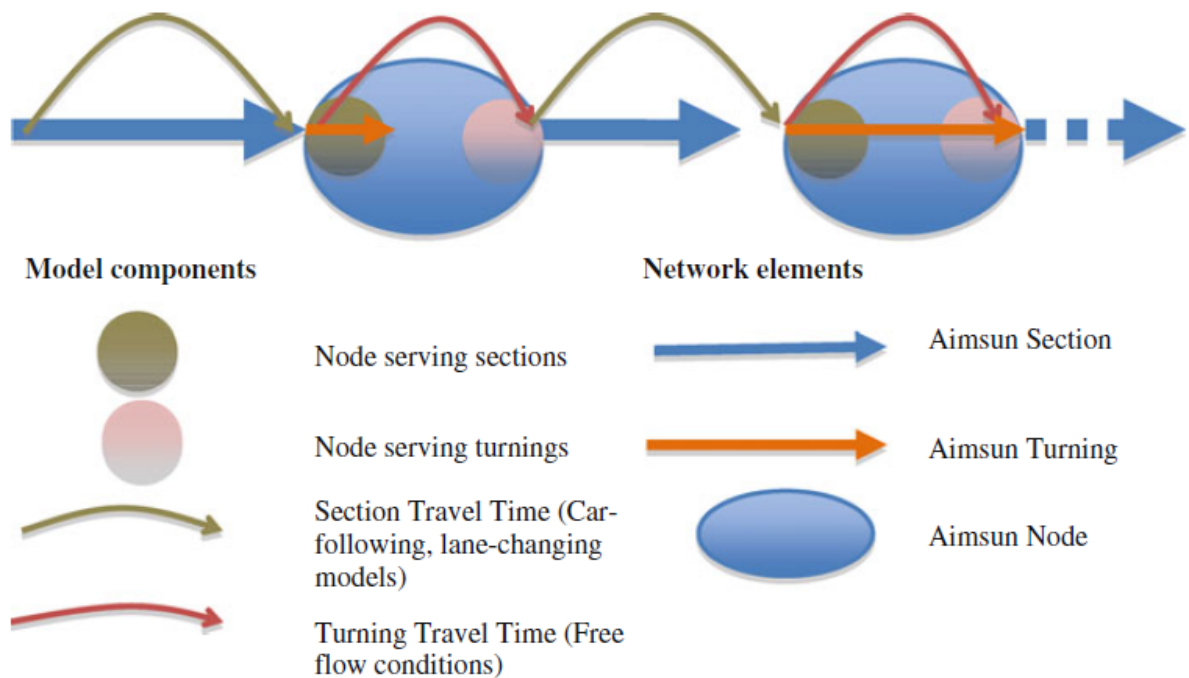 Model components
Node serving sections
Node serving turnings
Section Travel Time (Car-
following, lane-changing
models)
Turning Travel Time (Free
flow conditions)
Network elements
Aimsun Section
Aimsun Turning
Aimsun Node